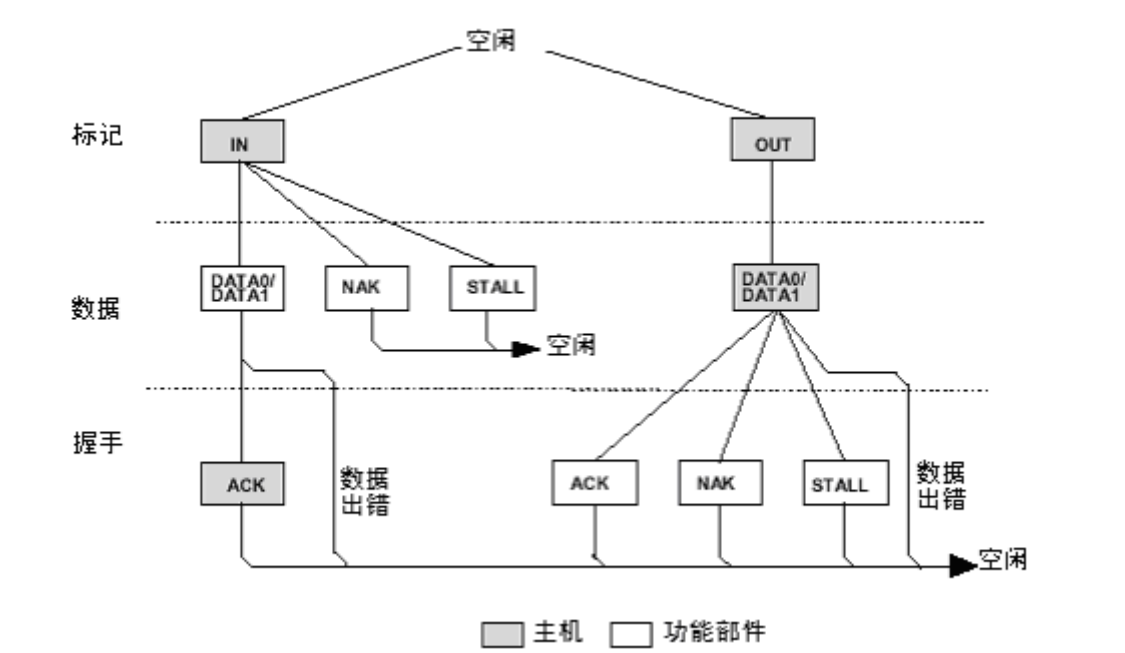 空闲
标记
IN
OUT
数据
DATA0/
DATA1
NAK
STALL
DATA0/
DATA1
空闲
握手
ACK
数据
出错
ACK
NAK
STALL
数据
出错
空闲
主机
功能部件